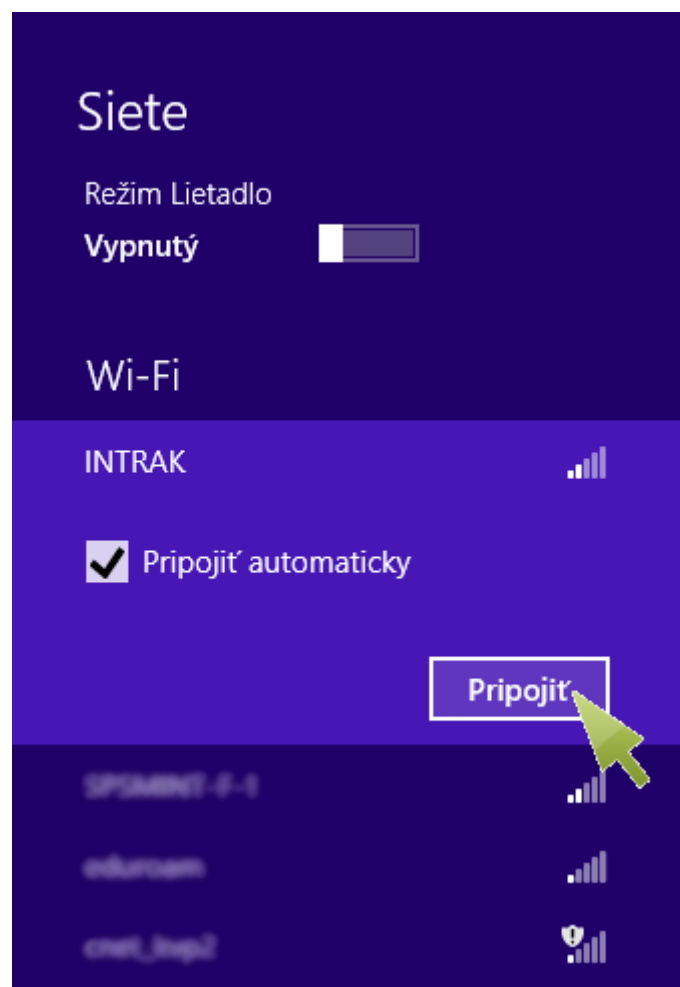 Siete
Režim Lietadlo
Vypnutý
Wi-Fi
INTRAK
Pripojiť automaticky
Pripojiť
eduroam